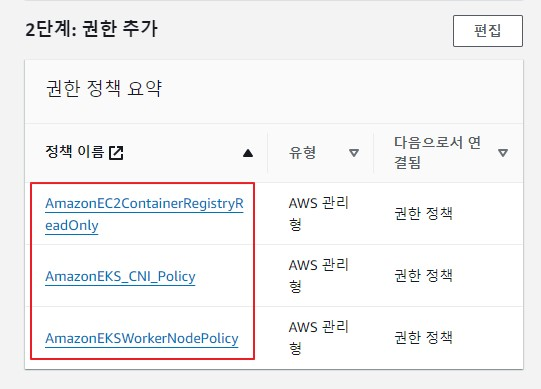 2단계: 권한 추가
편집
권한 정책 요약
정책 이름
유형
다음으로서 연
결됨
AmazonEC2ContainerRegistryR
eadOnly
AWS 관리
형
권한 정책
AmazonEKS_CNI_Policy
AWS 관리
형
권한 정책
AmazonEKSWorkerNodePolicy
AWS 관리
형
권한 정책